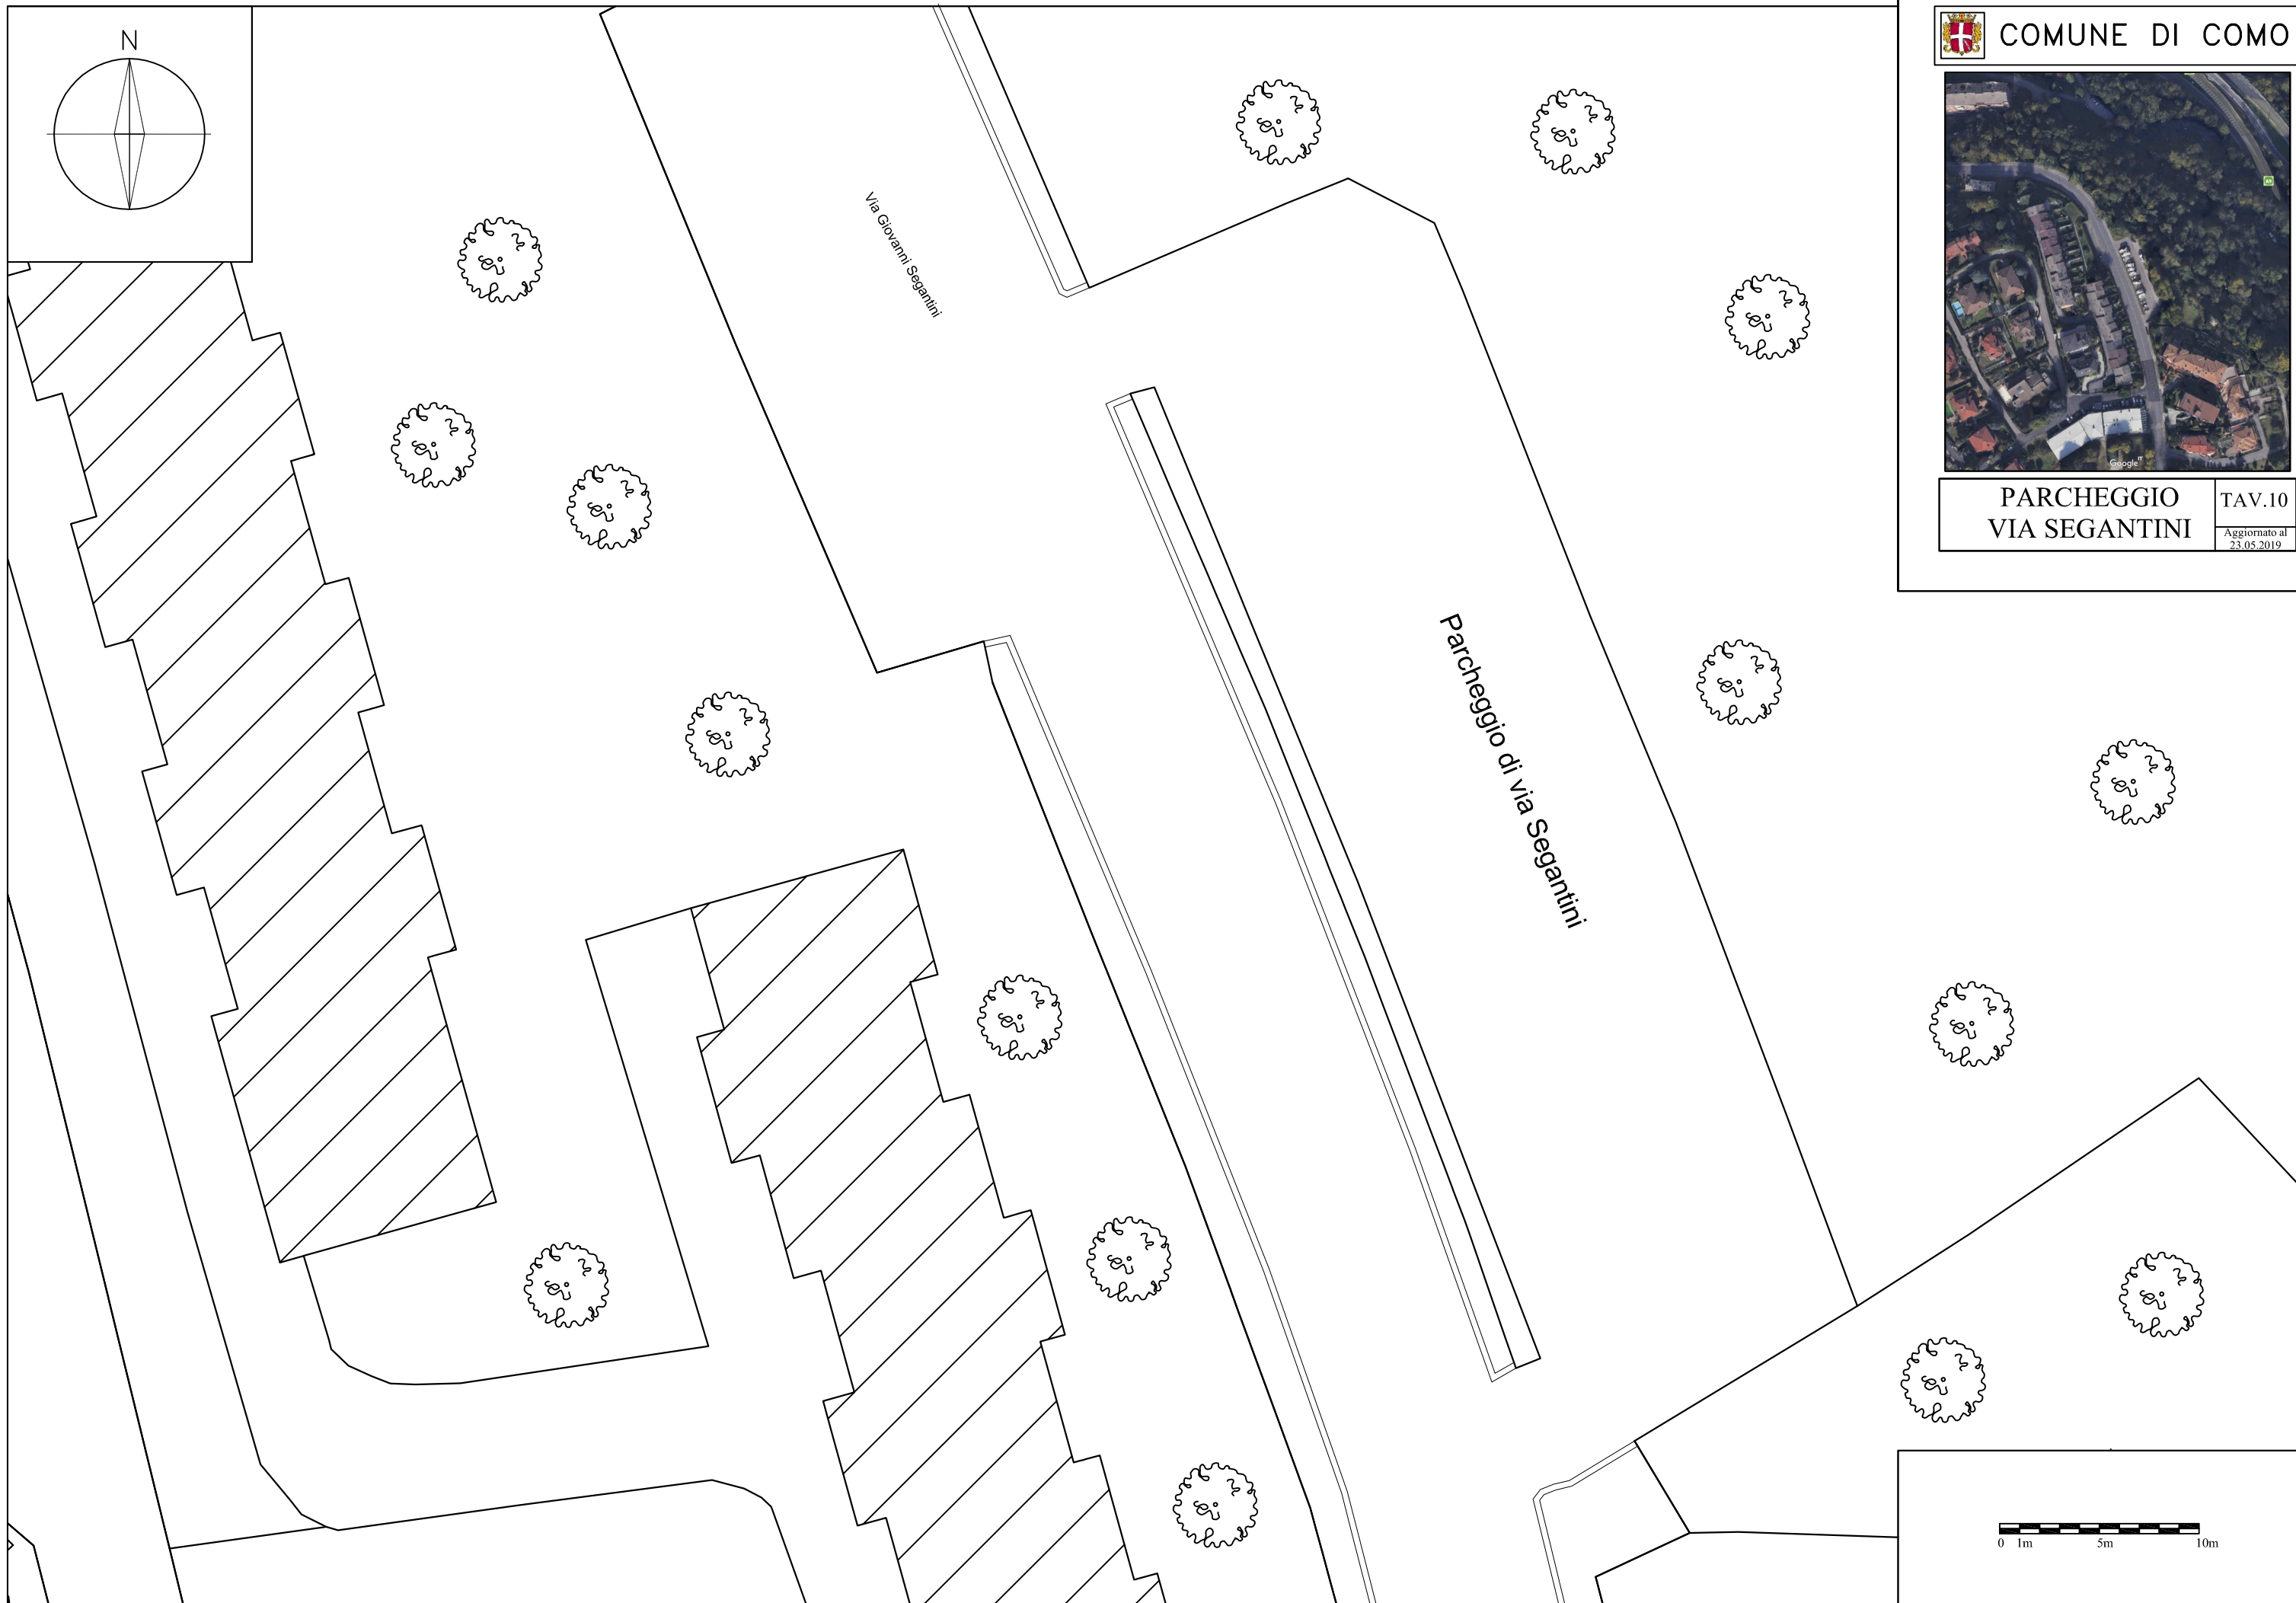 N
COMUNE DI COMO
Google
PARCHEGGIO
VIA SEGANTINI
TAV.10
Aggiornato al
23.05.2019
Via Giovanni Segantini
Parcheggio di via Segantini
0 1m 5m 10m